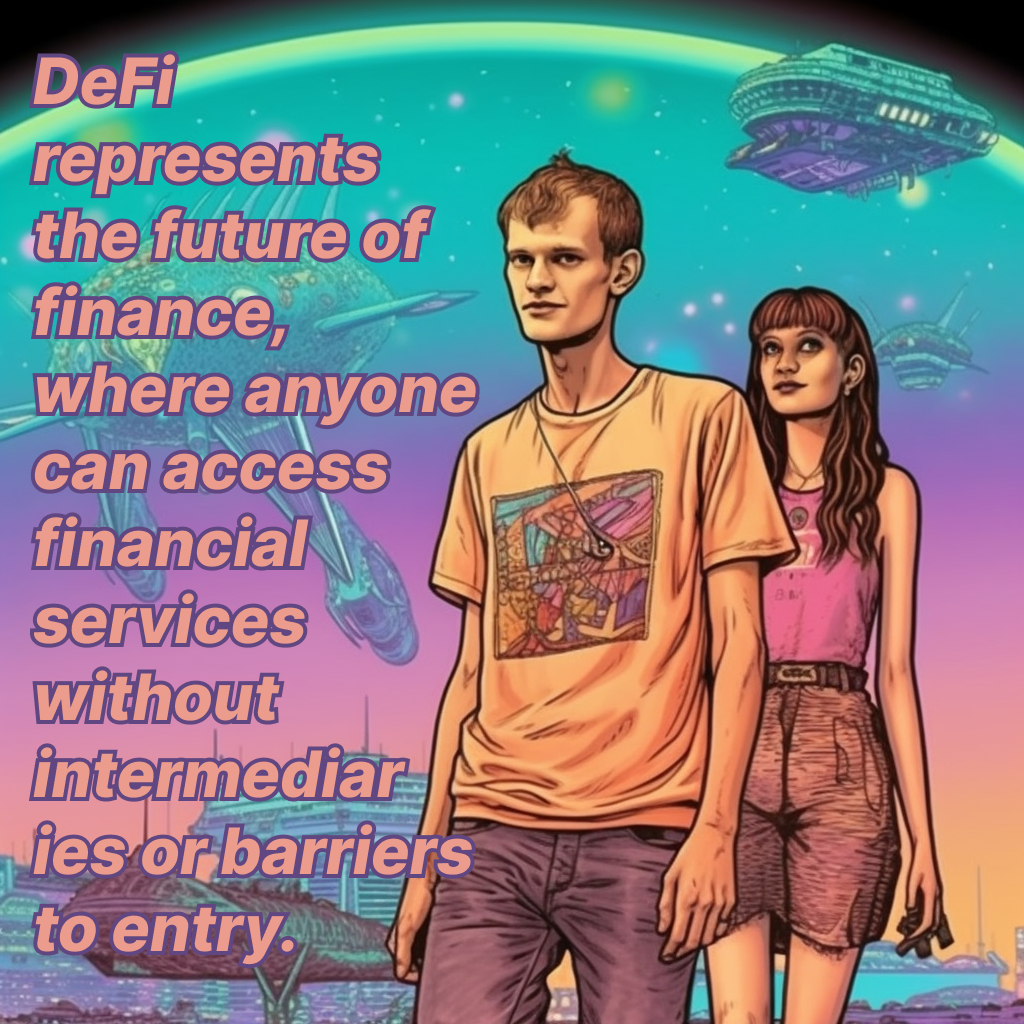 DeFi
represents
the future of
finance,
where anyone
can access
financial
services
without
intermediar
ies or barriers
to entry.